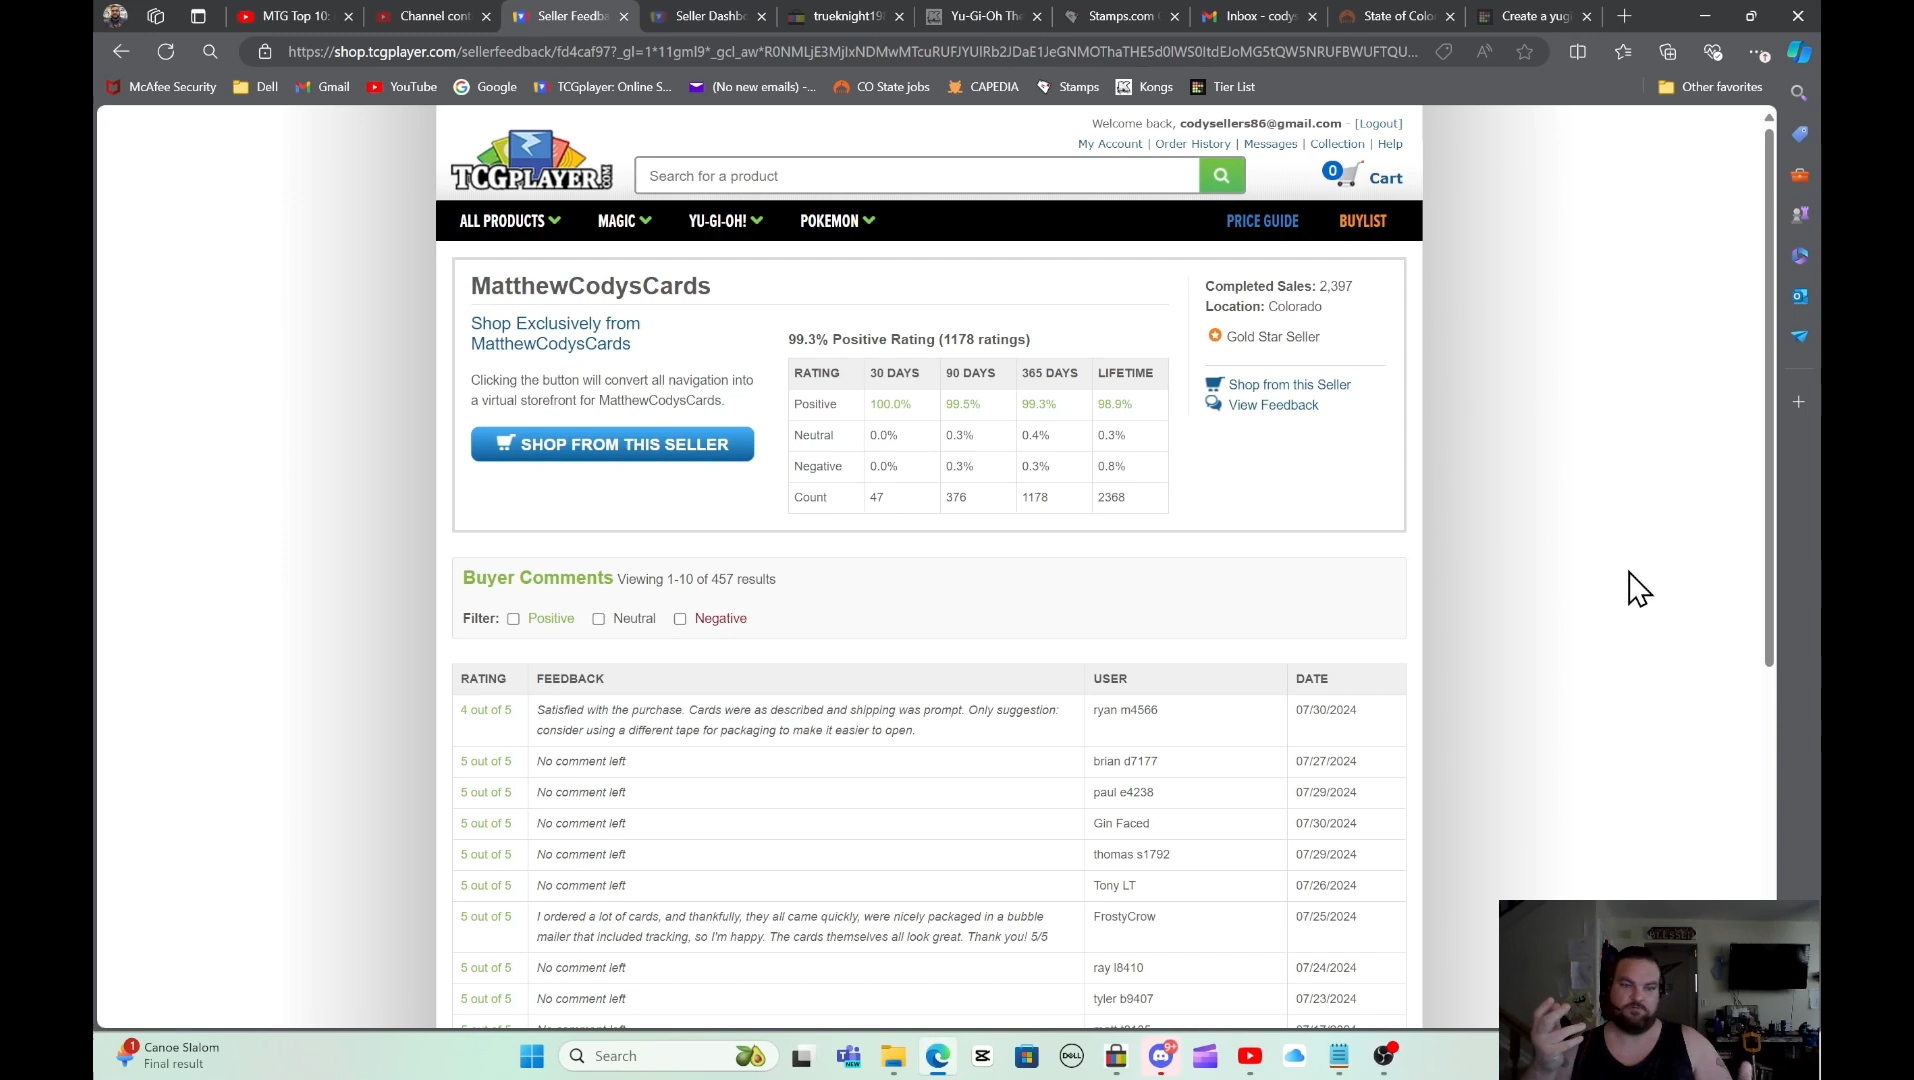 MTG Top 10:
Channel cont
Seller Feedba
Seller Dashbo
trueknight198
Yu-Gi-Oh The
Stamps.com
Inbox - codys
State of Colo
Create a yugi
https://shop.tcgplayer.com/sellerfeedback/fd4caf97?
McAfee Security
Dell
Gmail
YouTube
Google
TCGplayer: Online S...
(No new emails) -...
CO State jobs
CAPEDIA
Stamps
Kongs
Tier List
Other favorites
Welcome back, codysellers86@gmail.com - [Logout]
My Account | Order History | Messages | Collection | Help
TCGPLAYER.COM
Search for a product
0 Cart
ALL PRODUCTS
MAGIC
YU-GI-OH!
POKEMON
PRICE GUIDE
BUYLIST
MatthewCodysCards
Shop Exclusively from
MatthewCodysCards
Clicking the button will convert all navigation into
a virtual storefront for MatthewCodysCards.
SHOP FROM THIS SELLER
99.3% Positive Rating (1178 ratings)
RATING 30 DAYS 90 DAYS 365 DAYS LIFETIME
Positive 100.0% 99.5% 99.3% 98.9%
Neutral 0.0% 0.3% 0.4% 0.3%
Negative 0.0% 0.3% 0.3% 0.8%
Count 47 376 1178 2368
Completed Sales: 2,397
Location: Colorado
Gold Star Seller
Shop from this Seller
View Feedback
Buyer Comments Viewing 1-10 of 457 results
Filter: Positive Neutral Negative
RATING FEEDBACK USER DATE
4 out of 5 Satisfied with the purchase. Cards were as described and shipping was prompt. Only suggestion: ryan m4566 07/30/2024
consider using a different tape for packaging to make it easier to open.
5 out of 5 No comment left brian d7177 07/27/2024
5 out of 5 No comment left paul e4238 07/29/2024
5 out of 5 No comment left Gin Faced 07/30/2024
5 out of 5 No comment left thomas s1792 07/29/2024
5 out of 5 No comment left Tony LT 07/26/2024
5 out of 5 I ordered a lot of cards, and thankfully, they all came quickly, were nicely packaged in a bubble FrostyCrow 07/25/2024
mailer that included tracking, so I'm happy. The cards themselves all look great. Thank you! 5/5
5 out of 5 No comment left ray l8410 07/24/2024
5 out of 5 No comment left tyler b9407 07/23/2024
BLESSED
1
Canoe Slalom
Final result
Search
NEW
DELL
9+